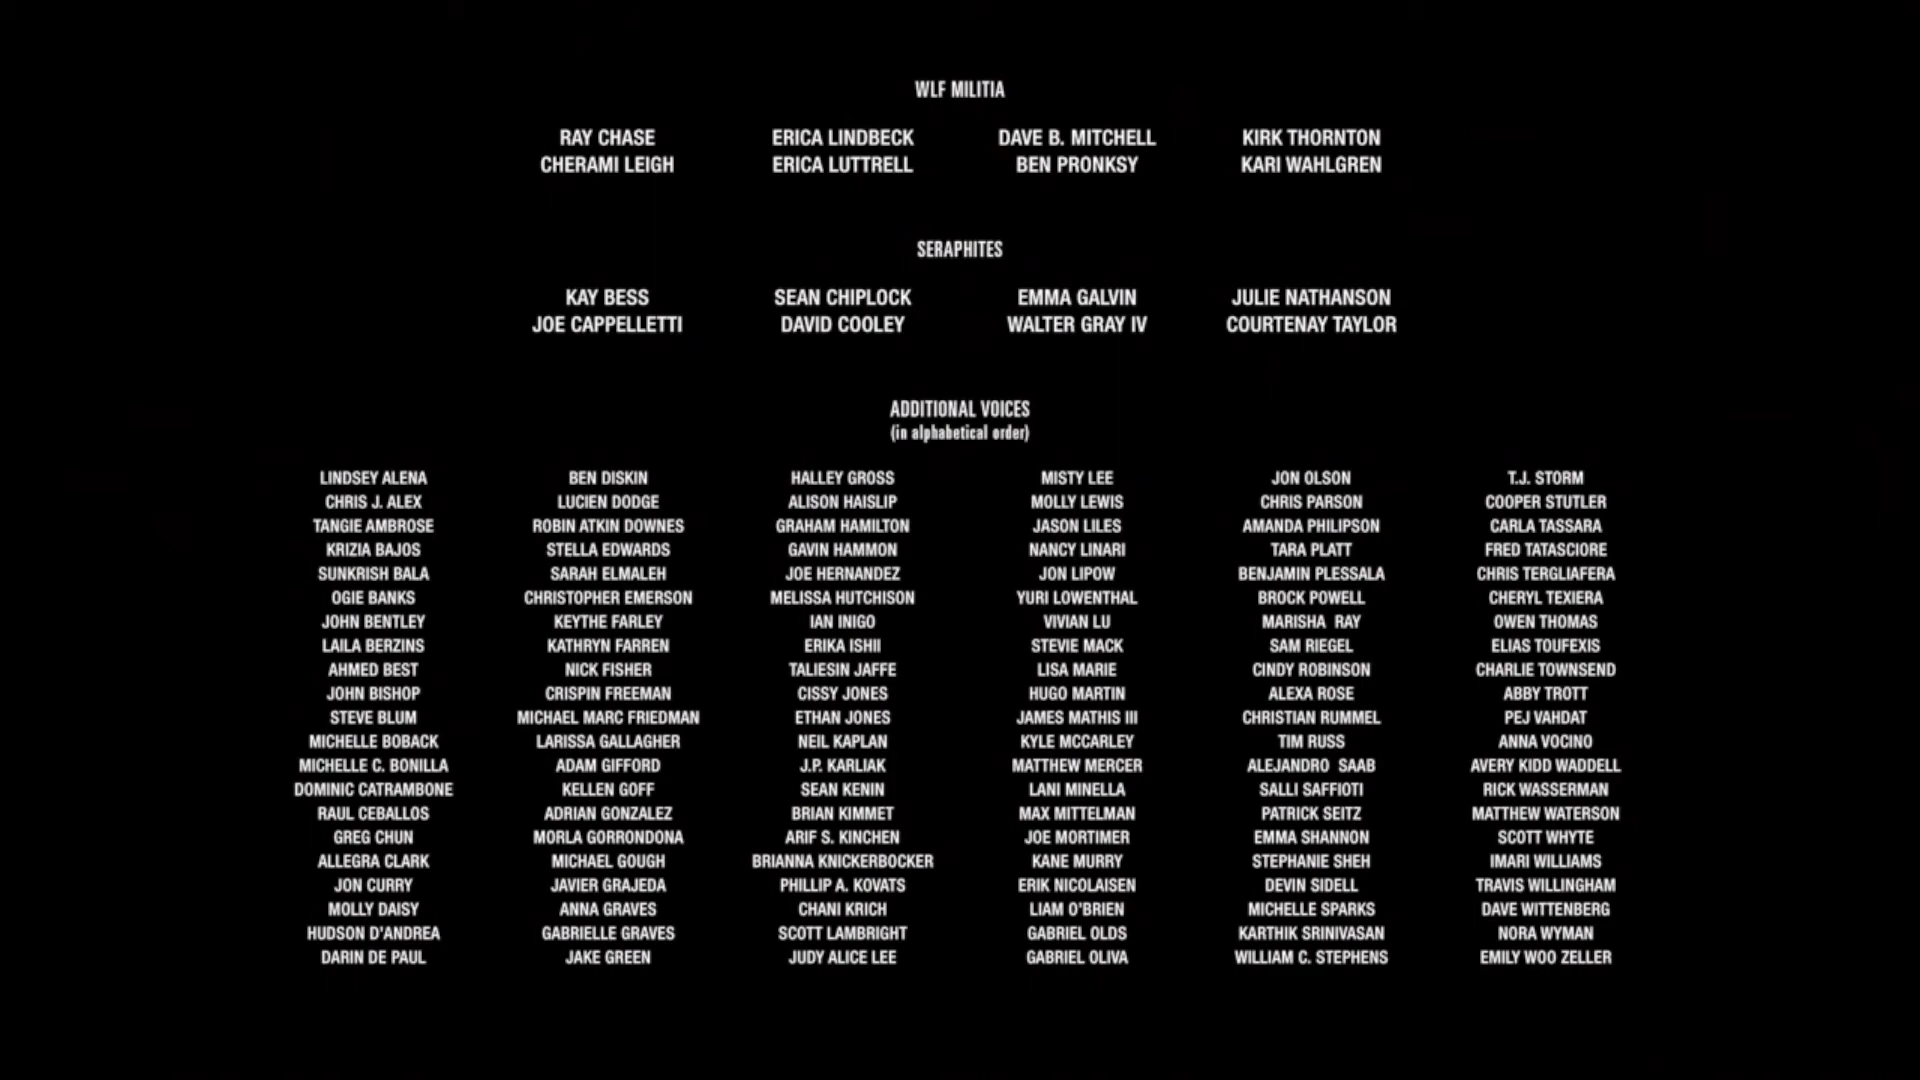 WLF MILITIA
RAY CHASE ERICA LINDBECK DAVE B. MITCHELL KIRK THORNTON
CHERAMI LEIGH ERICA LUTTRELL BEN PRONKSY KARI WAHLGREN
SERAPHITES
KAY BESS SEAN CHIPLOCK EMMA GALVIN JULIE NATHANSON
JOE CAPPELLETTI DAVID COOLEY WALTER GRAY IV COURTENAY TAYLOR
ADDITIONAL VOICES
(in alphabetical order)
LINDSEY ALENA BEN DISKIN HALLEY GROSS MISTY LEE JON OLSON T.J. STORM
CHRIS J. ALEX LUCIEN DODGE ALISON HAISLIP MOLLY LEWIS CHRIS PARSON COOPER STUTLER
TANGIE AMBROSE ROBIN ATKIN DOWNES GRAHAM HAMILTON JASON LILES AMANDA PHILIPSON CARLA TASSARA
KRIZIA BAJOS STELLA EDWARDS GAVIN HAMMON NANCY LINARI TARA PLATT FRED TATASCIORE
SUNKRISH BALA SARAH ELMALEH JOE HERNANDEZ JON LIPOW BENJAMIN PLESSALA CHRIS TERGLIAFERA
OGIE BANKS CHRISTOPHER EMERSON MELISSA HUTCHISON YURI LOWENTHAL BROCK POWELL CHERYL TEXIERA
JOHN BENTLEY KEYTHE FARLEY IAN INIGO VIVIAN LU MARISHA RAY OWEN THOMAS
LAILA BERZINS KATHRYN FARREN ERIKA ISHII STEVIE MACK SAM RIEGEL ELIAS TOUFEXIS
AHMED BEST NICK FISHER TALIESIN JAFFE LISA MARIE CINDY ROBINSON CHARLIE TOWNSEND
JOHN BISHOP CRISPIN FREEMAN CISSY JONES HUGO MARTIN ALEXA ROSE ABBY TROTT
STEVE BLUM MICHAEL MARC FRIEDMAN ETHAN JONES JAMES MATHIS III CHRISTIAN RUMMEL PEJ VAHDAT
MICHELLE BOBACK LARISSA GALLAGHER NEIL KAPLAN KYLE MCCARLEY TIM RUSS ANNA VOCINO
MICHELLE C. BONILLA ADAM GIFFORD J.P. KARLIAK MATTHEW MERCER ALEJANDRO SAAB AVERY KIDD WADDELL
DOMINIC CATRAMBONE KELLEN GOFF SEAN KENIN LANI MINELLA SALLI SAFFIOTI RICK WASSERMAN
RAUL CEBALLOS ADRIAN GONZALEZ BRIAN KIMMET MAX MITTELMAN PATRICK SEITZ MATTHEW WATERSON
GREG CHUN MORLA GORRONDONA ARIF S. KINCHEN JOE MORTIMER EMMA SHANNON SCOTT WHYTE
ALLEGRA CLARK MICHAEL GOUGH BRIANNA KNICKERBOCKER KANE MURRY STEPHANIE SHEH IMARI WILLIAMS
JON CURRY JAVIER GRAJEDA PHILLIP A. KOVATS ERIK NICOLAISEN DEVIN SIDELL TRAVIS WILLINGHAM
MOLLY DAISY ANNA GRAVES CHANI KRICH LIAM O'BRIEN MICHELLE SPARKS DAVE WITTENBERG
HUDSON D'ANDREA GABRIELLE GRAVES SCOTT LAMBRIGHT GABRIEL OLDS KARTHIK SRINIVASAN NORA WYMAN
DARIN DE PAUL JAKE GREEN JUDY ALICE LEE GABRIEL OLIVA WILLIAM C. STEPHENS EMILY WOO ZELLER